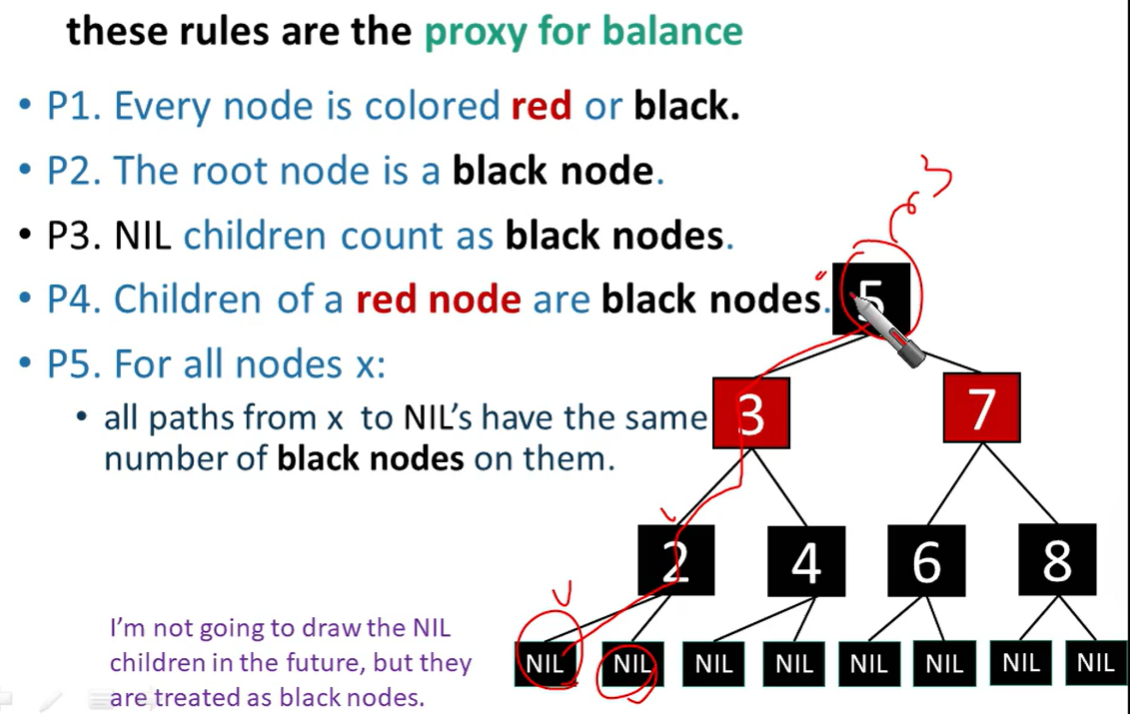 these rules are the proxy for balance
• P1. Every node is colored red or black.
• P2. The root node is a black node.
• P3. NIL children count as black nodes.
• P4. Children of a red node are black nodes.
• P5. For all nodes x:
• all paths from x to NIL's have the same
number of black nodes on them.
3
5
3
7
2
4
6
8
NIL
NIL
NIL
NIL
NIL
NIL
NIL
NIL
I'm not going to draw the NIL
children in the future, but they
are treated as black nodes.